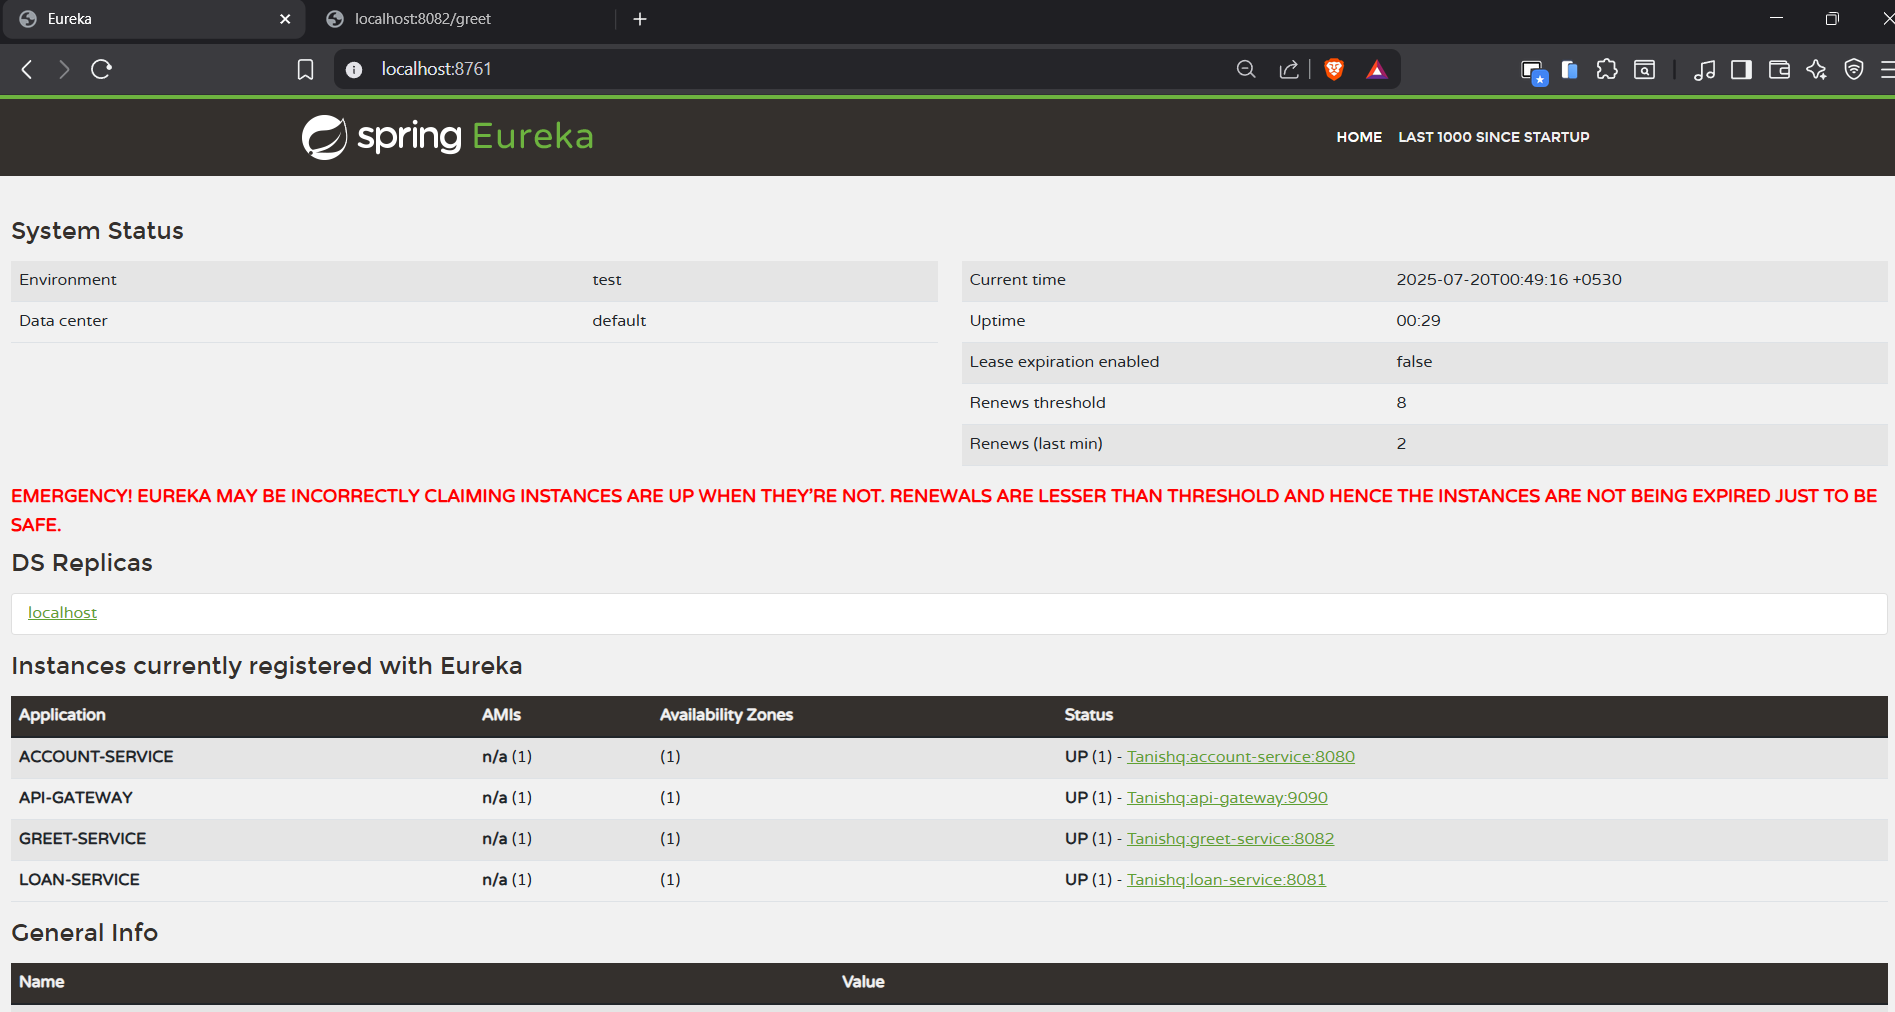 Eureka
localhost:8082/greet
localhost:8761
spring Eureka
HOME LAST 1000 SINCE STARTUP
System Status
Environment test
Data center default
Current time 2025-07-20T00:49:16 +0530
Uptime 00:29
Lease expiration enabled false
Renews threshold 8
Renews (last min) 2
EMERGENCY! EUREKA MAY BE INCORRECTLY CLAIMING INSTANCES ARE UP WHEN THEY'RE NOT. RENEWALS ARE LESSER THAN THRESHOLD AND HENCE THE INSTANCES ARE NOT BEING EXPIRED JUST TO BE
SAFE.
DS Replicas
localhost
Instances currently registered with Eureka
Application AMIs Availability Zones Status
ACCOUNT-SERVICE n/a (1) (1) UP (1) - Tanishq:account-service:8080
API-GATEWAY n/a (1) (1) UP (1) - Tanishq:api-gateway:9090
GREET-SERVICE n/a (1) (1) UP (1) - Tanishq:greet-service:8082
LOAN-SERVICE n/a (1) (1) UP (1) - Tanishq:loan-service:8081
General Info
Name Value